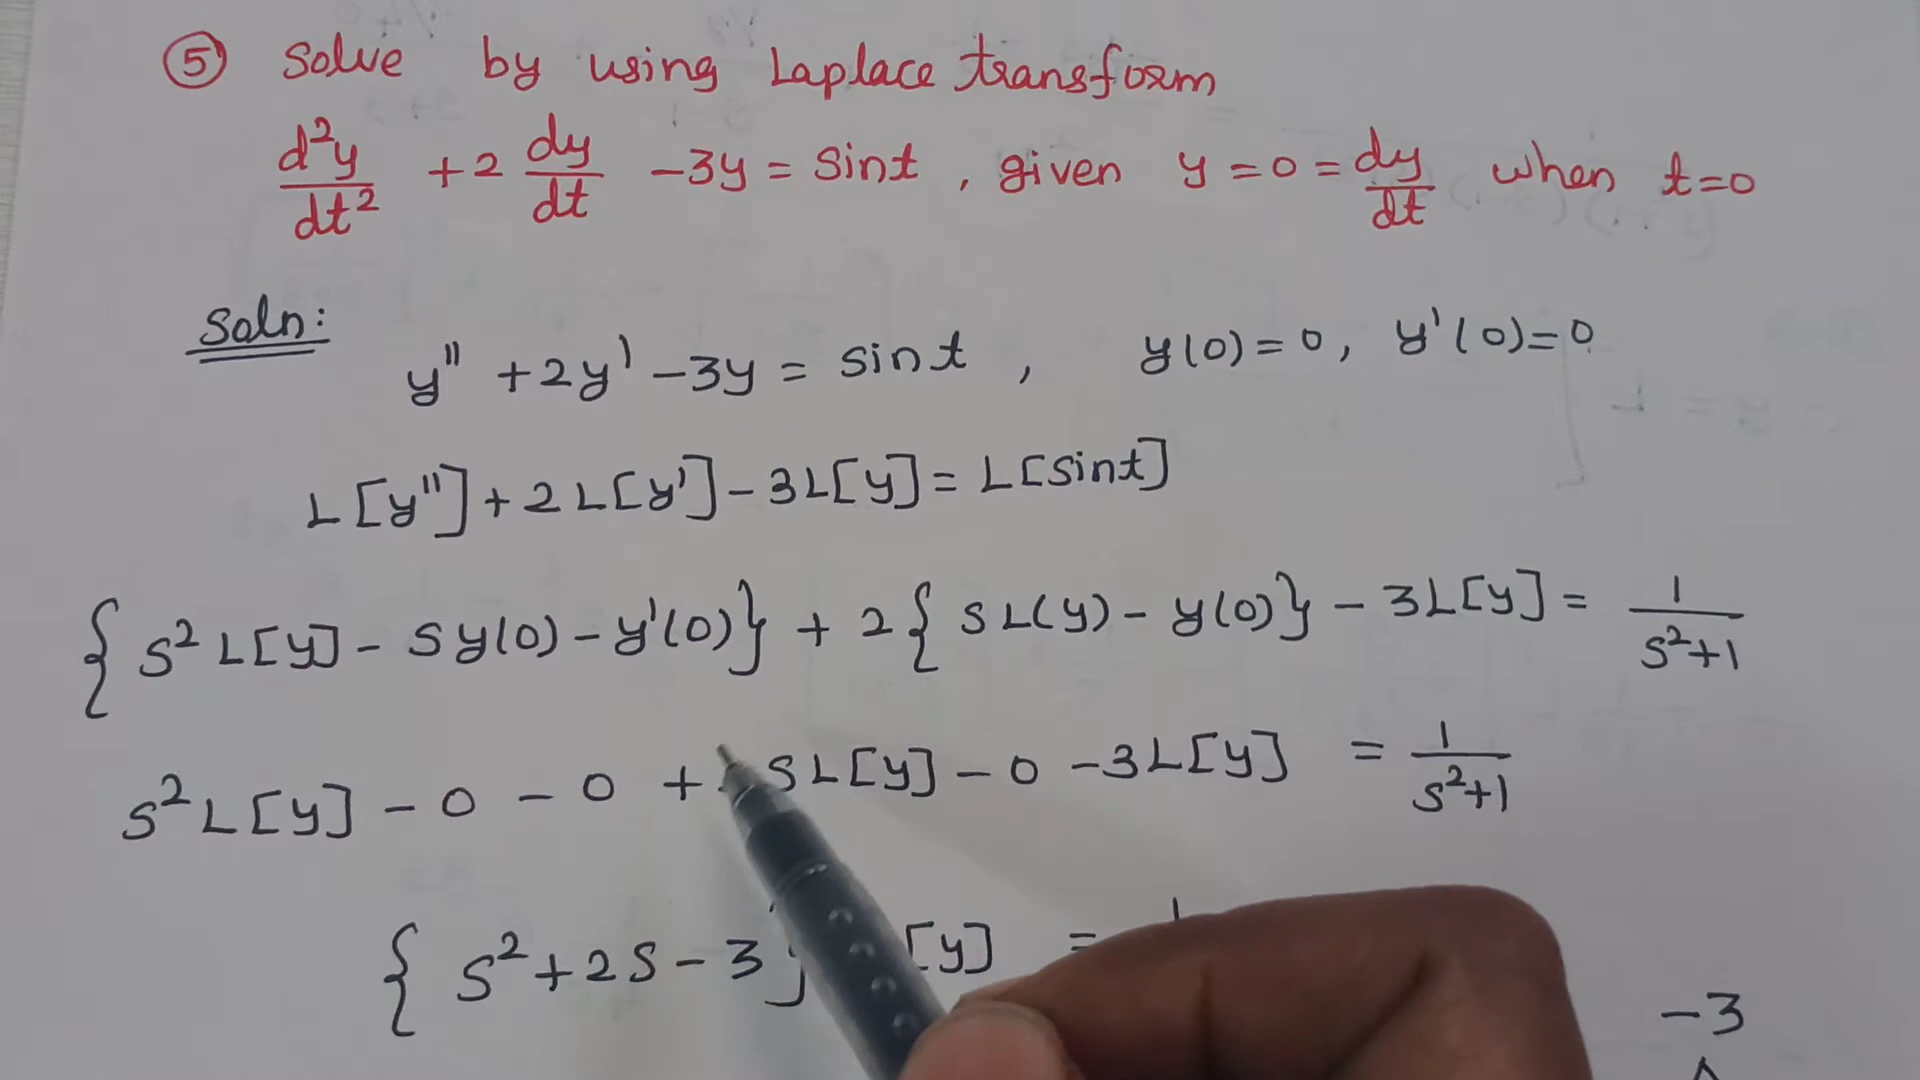 ⑤ Solve by using Laplace transform
d²y/dt² + 2 dy/dt - 3y = Sint , given y = 0 = dy/dt when t=0
Soln:
y'' + 2y' - 3y = sint , y(0) = 0, y'(0)=0
L[y''] + 2L[y'] - 3L[y] = L[Sint]
{ S² L[y] - S y(0) - y'(0)} + 2{ S L(y) - y(0)} - 3L[y] = 1/(S²+1)
S² L[y] - 0 - 0 + SL[y] - 0 - 3L[y] = 1/(S²+1)
{ S² + 2S - 3 } [y] =
-3